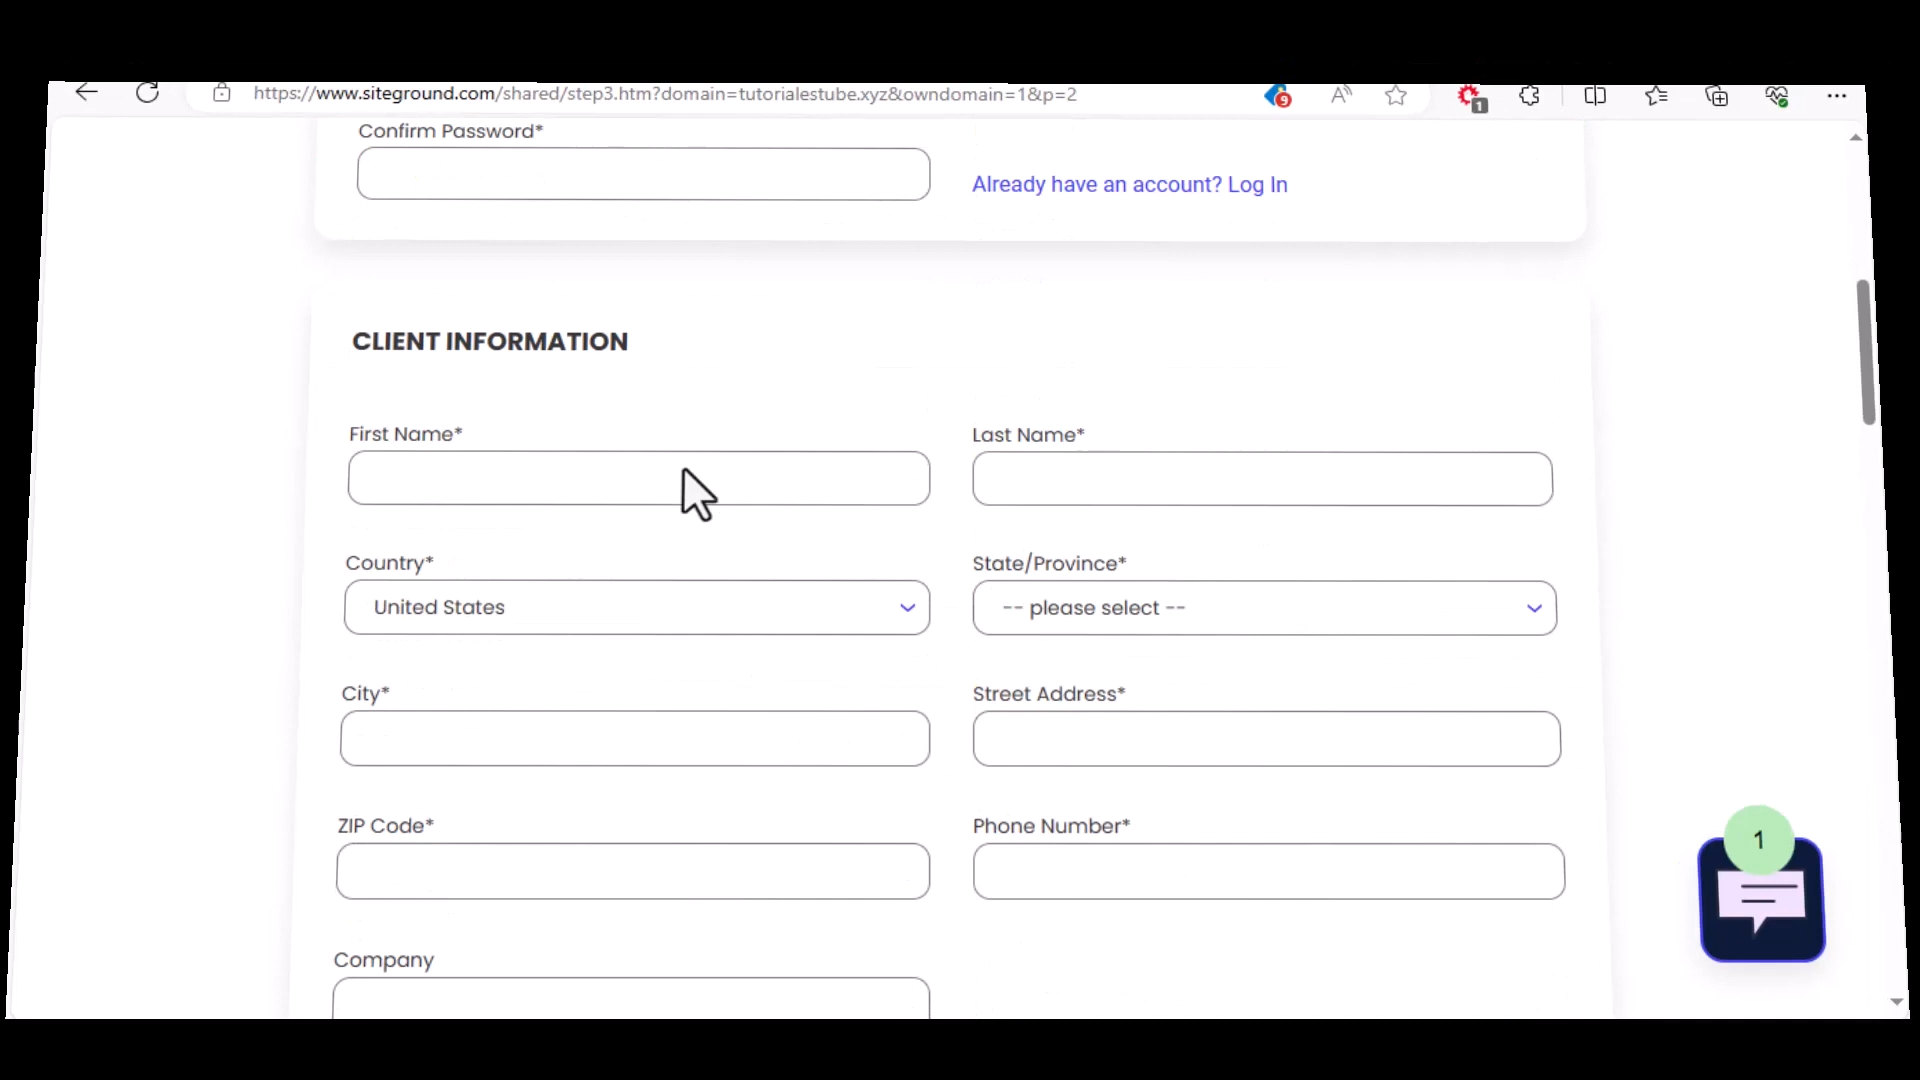 https://www.siteground.com/shared/step3.htm?domain=tutorialestube.xyz&owndomain=1&p=2
9
A
1
Confirm Password*
Already have an account? Log In
CLIENT INFORMATION
First Name*
Last Name*
Country*
State/Province*
United States
-- please select --
City*
Street Address*
ZIP Code*
Phone Number*
1
Company